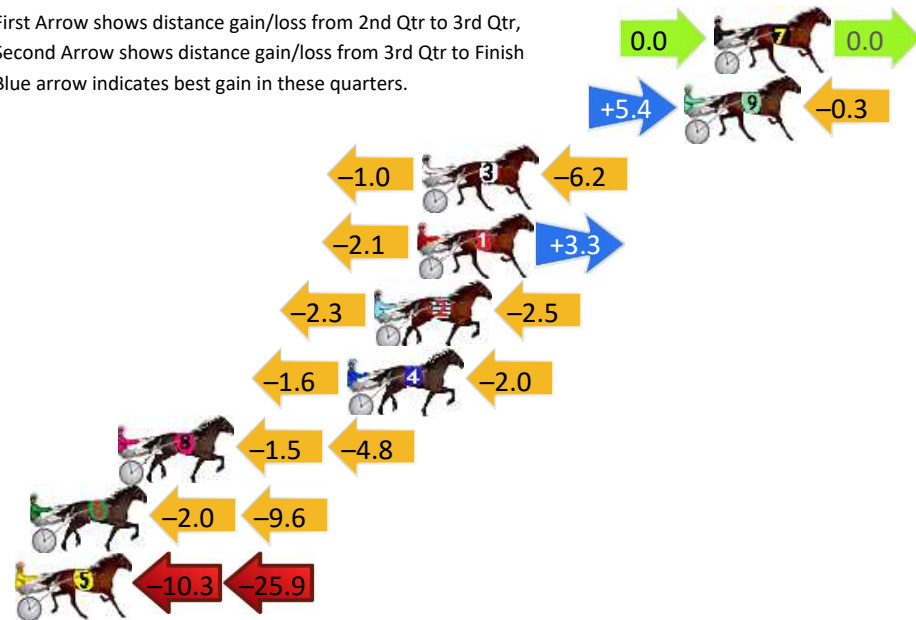 First Arrow shows distance gain/loss from 2nd Qtr to 3rd Qtr,
Second Arrow shows distance gain/loss from 3rd Qtr to Finish
Blue arrow indicates best gain in these quarters.
0.0 7 0.0
+5.4 9 –0.3
–1.0 3 –6.2
–2.1 1 +3.3
–2.3 –2.5
–1.6 4 –2.0
8 –1.5 –4.8
6 –2.0 –9.6
5 –10.3 –25.9